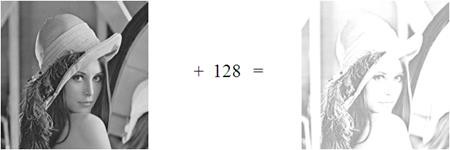 + 128 =